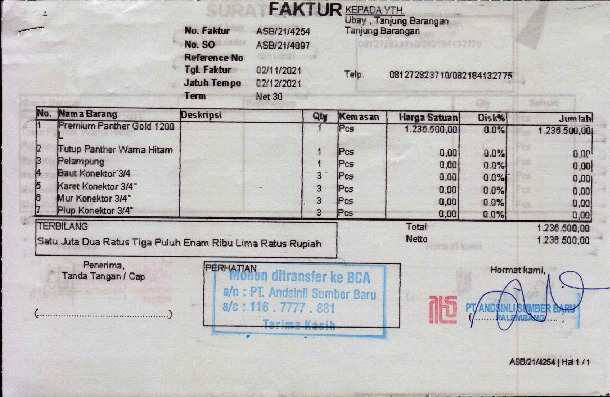 FAKTUR
KEPADA YTH.
Ubay , Tanjung Barangan
Tanjung Barangan
No. Faktur ASB/21/4254
No. SO ASB/21/4097
Reference No
Tgl. Faktur 02/11/2021
Jatuh Tempo 02/12/2021
Term Net 30
Telp. 081272823710/082184132775
No. Nama Barang Deskripsi Qty Kemasan Harga Satuan Disk% Jumlah
1 Premium Panther Gold 1200 L 1 Pcs 1.236.500,00 0.0% 1.236.500,00
2 Tutup Panther Warna Hitam 1 Pcs 0,00 0.0% 0,00
3 Pelampung 1 Pcs 0,00 0.0% 0,00
4 Baut Konektor 3/4 3 Pcs 0,00 0.0% 0,00
5 Karet Konektor 3/4" 3 Pcs 0,00 0.0% 0,00
6 Mur Konektor 3/4" 3 Pcs 0,00 0.0% 0,00
7 Plup Konektor 3/4" 3 Pcs 0,00 0.0% 0,00
TERBILANG
Satu Juta Dua Ratus Tiga Puluh Enam Ribu Lima Ratus Rupiah
Total 1.236.500,00
Netto 1.236.500,00
Penerima,
Tanda Tangan / Cap
(........................)
PERHATIAN
Mohon ditransfer ke BCA
a/n : PT. Andsinli Sumber Baru
a/c : 116 . 7777 . 881
Terima Kasih
Hormat kami,
PT. ANDSINLI SUMBER BARU
PALEMBANG
ASB/21/4254 | Hal 1 / 1